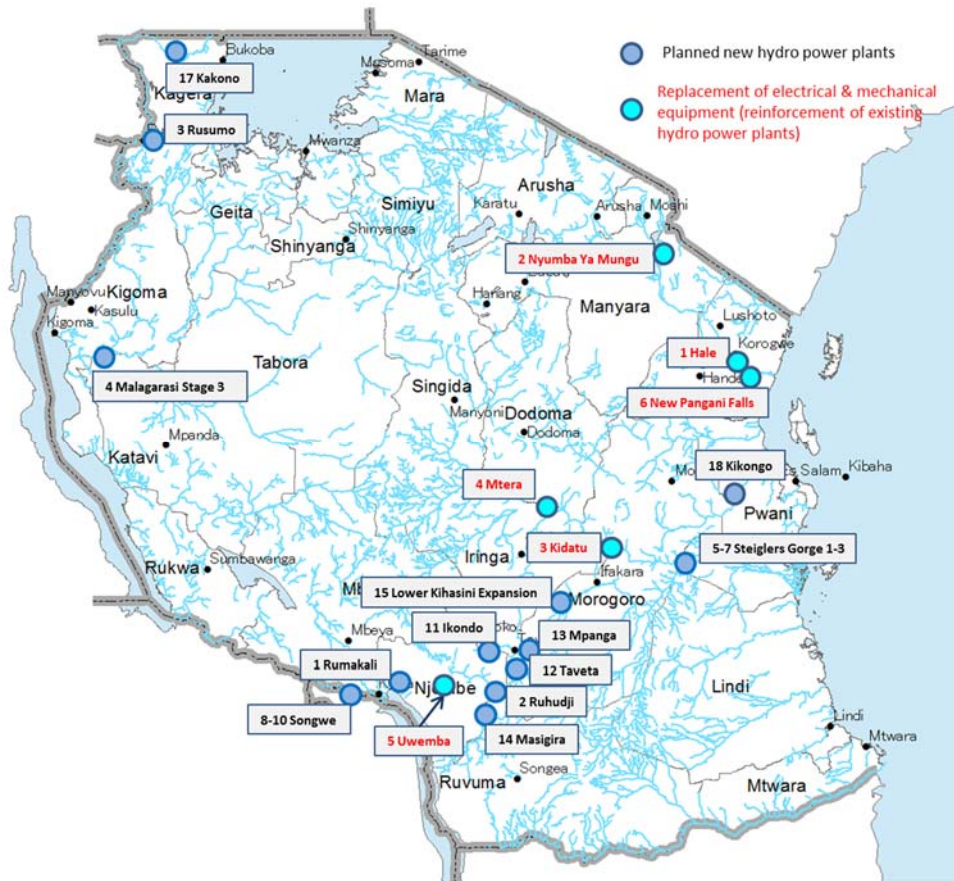 Planned new hydro power plants
Replacement of electrical & mechanical
equipment (reinforcement of existing
hydro power plants)
Bukoba
17 Kakono
Kagera
3 Rusumo
Musoma
Tarime
Mara
Mwanza
Geita
Simiyu
Shinyanga
Shinyanga
Arusha
Karatu
Arusha
Moshi
2 Nyumba Ya Mungu
Hanang
Manyara
Lushoto
Korogwe
1 Hale
6 New Pangani Falls
Manyovu
Kigoma
Kasulu
Kigoma
4 Malagarasi Stage 3
Tabora
Singida
Manyoni
Dodoma
Dodoma
Mpanda
Katavi
18 Kikongo
Salam
Kibaha
Pwani
4 Mtera
3 Kidatu
Iringa
5-7 Steiglers Gorge 1-3
Rukwa
Sumbawanga
Ifakara
15 Lower Kihasini Expansion
Morogoro
Mbeya
11 Ikondo
13 Mpanga
12 Taveta
1 Rumakali
2 Ruhudji
8-10 Songwe
5 Uwemba
14 Masigira
Lindi
Lindi
Mtwara
Ruvuma
Songea
Mtwara